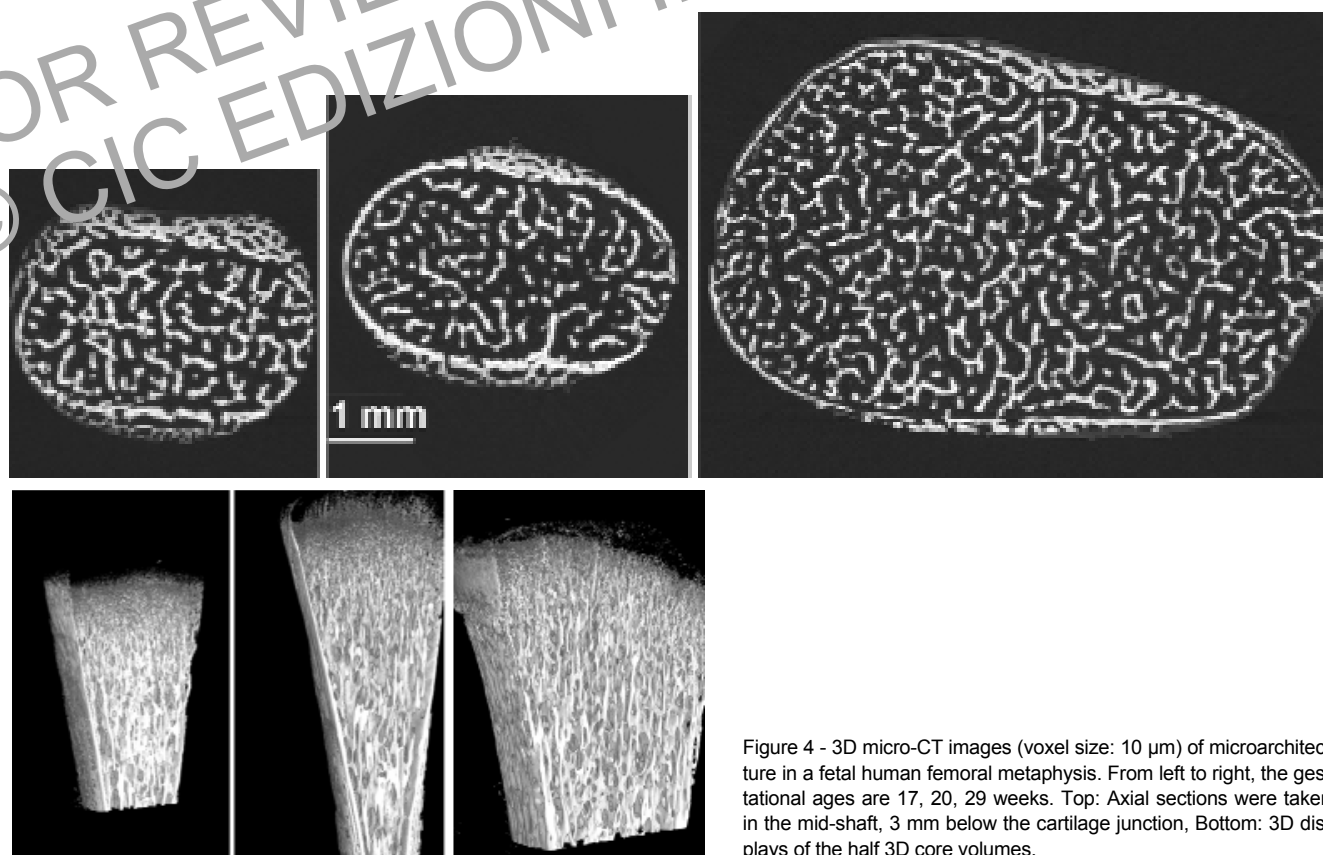 OR REVIE
© CIC EDIZIONI I
1 mm
Figure 4 - 3D micro-CT images (voxel size: 10 µm) of microarchitec
ture in a fetal human femoral metaphysis. From left to right, the ges
tational ages are 17, 20, 29 weeks. Top: Axial sections were taken
in the mid-shaft, 3 mm below the cartilage junction, Bottom: 3D dis
plays of the half 3D core volumes.